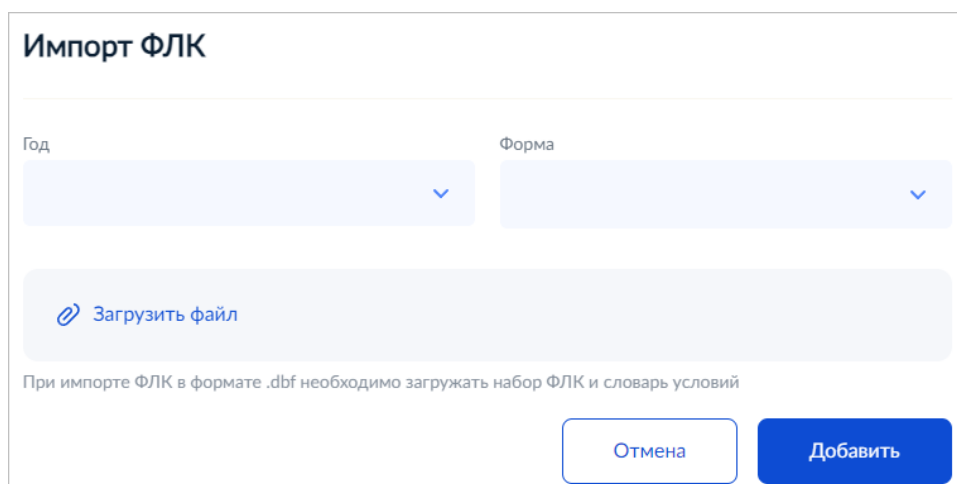 Импорт ФЛК
Год
Форма
Загрузить файл
При импорте ФЛК в формате .dbf необходимо загружать набор ФЛК и словарь условий
Отмена
Добавить